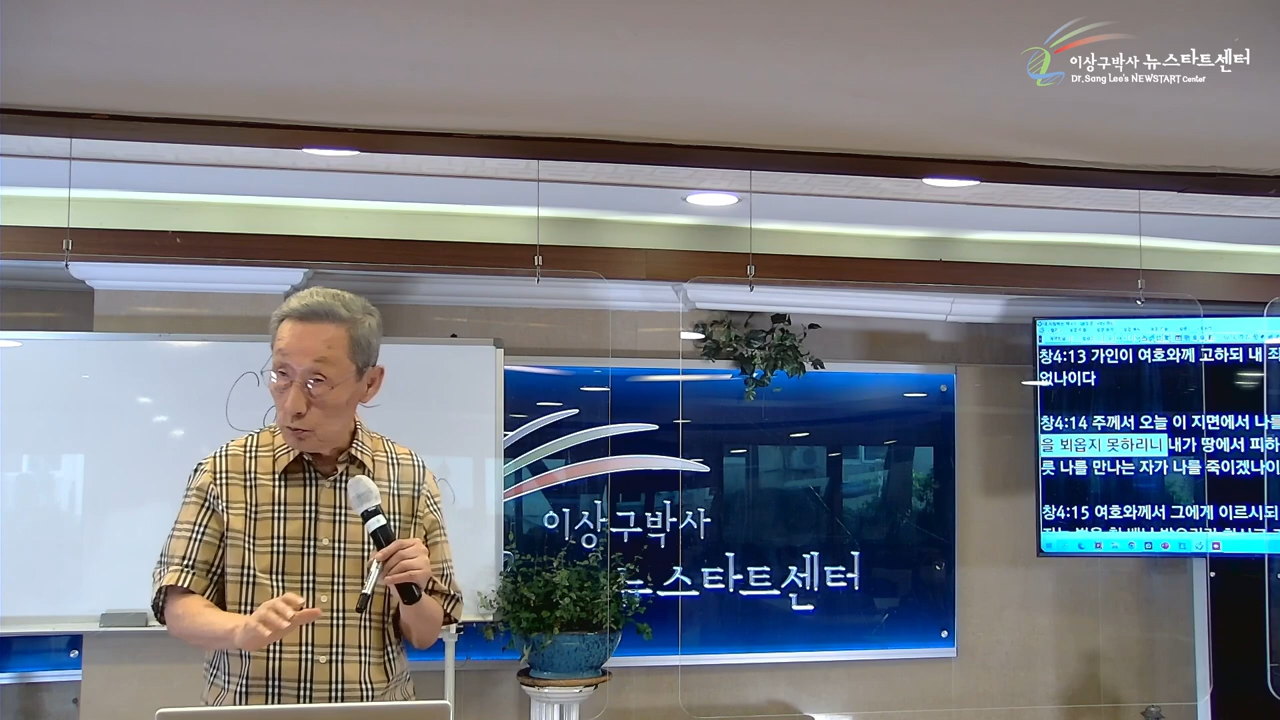 이상구박사 뉴스타트센터
Dr. Sang Lee's NEWSTART Center
창4:13 가인이 여호와께 고하되 내 죄
없나이다
창4:14 주께서 오늘 이 지면에서 나를
을 뵈옵지 못하리니 내가 땅에서 피하
릇 나를 만나는 자가 나를 죽이겠나이
창4:15 여호와께서 그에게 이르시되
이상구박사
뉴스타트센터